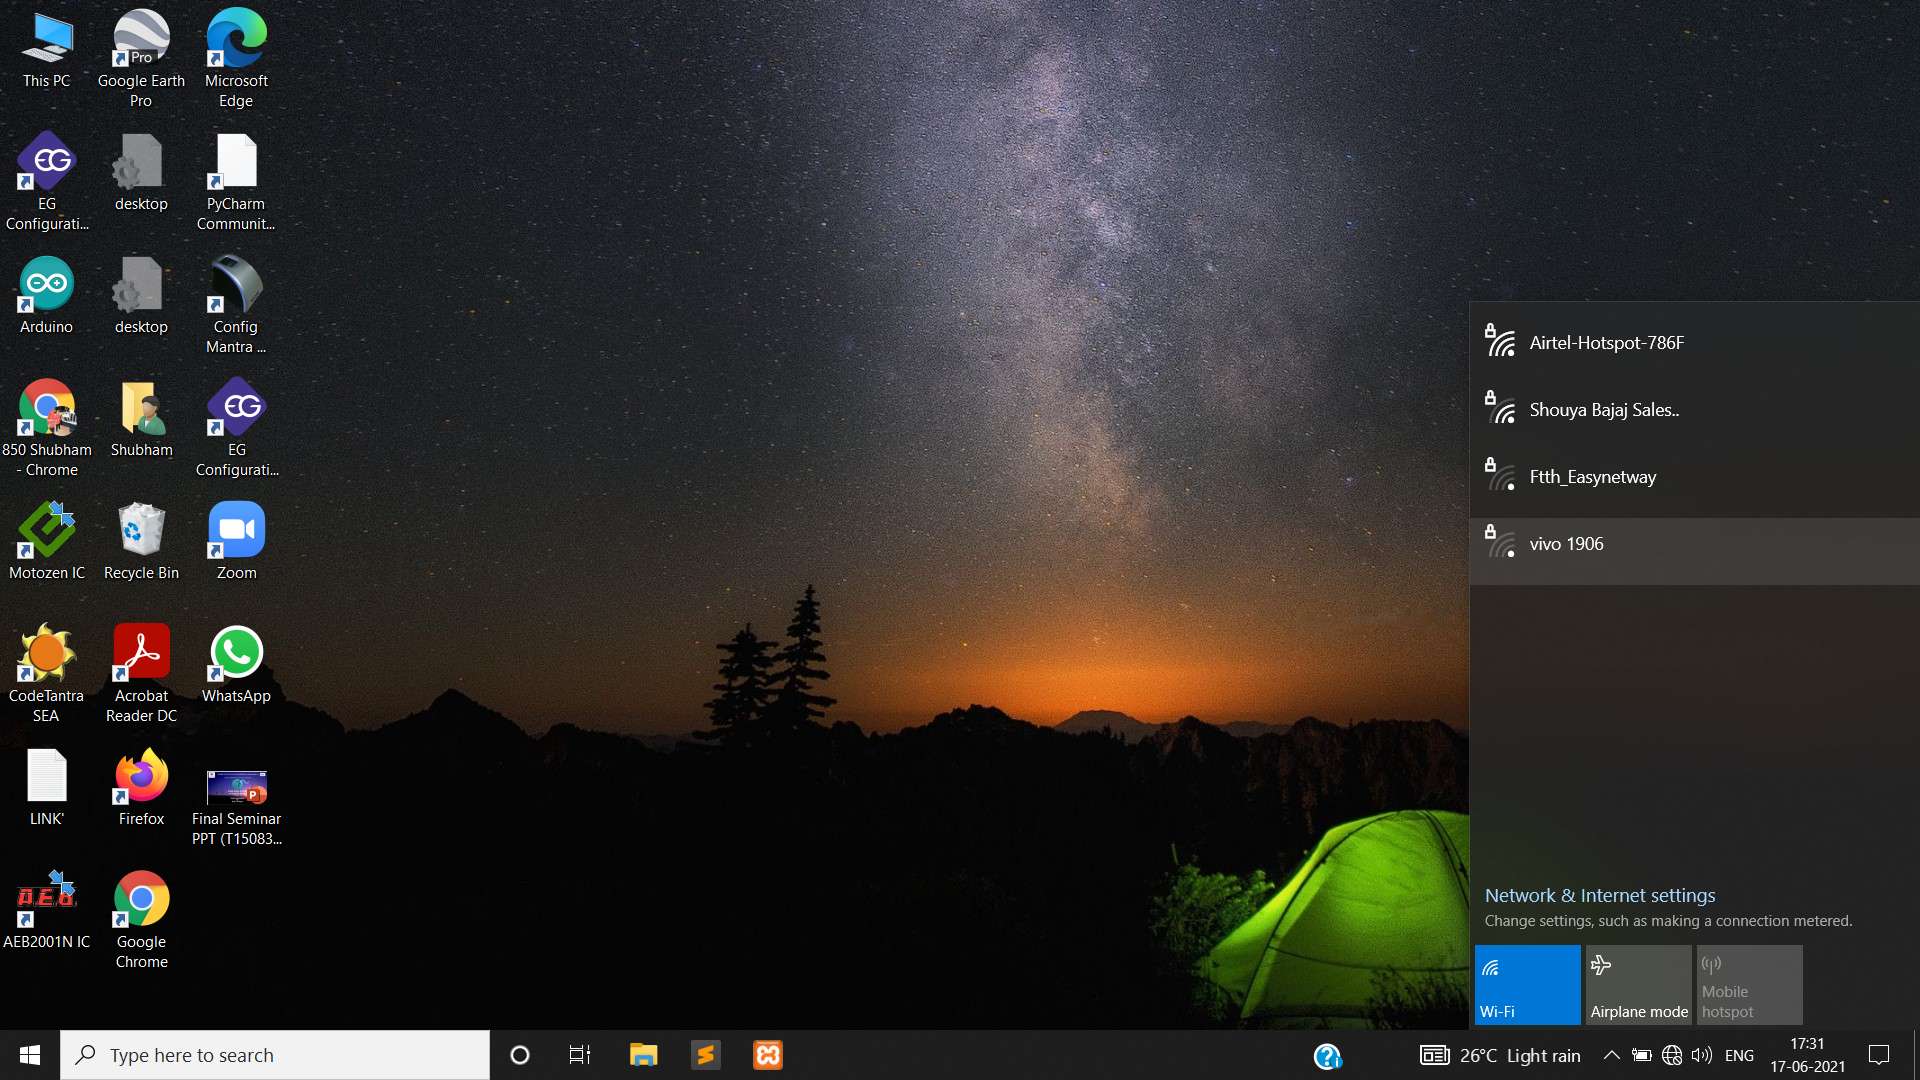 This PC
Pro
Google Earth
Pro
Microsoft
Edge
EG
EG
Configurati...
desktop
PyCharm
Communit...
Arduino
desktop
Config
Mantra ...
850 Shubham
- Chrome
Shubham
EG
EG
Configurati...
Motozen IC
Recycle Bin
Zoom
CodeTantra
SEA
Acrobat
Reader DC
WhatsApp
LINK'
Firefox
P
Final Seminar
PPT (T15083...
A.E.B.
AEB2001N IC
Google
Chrome
Airtel-Hotspot-786F
Shouya Bajaj Sales..
Ftth_Easynetway
vivo 1906
Network & Internet settings
Change settings, such as making a connection metered.
Wi-Fi
Airplane mode
Mobile
hotspot
Type here to search
26°C Light rain
ENG
17:31
17-06-2021